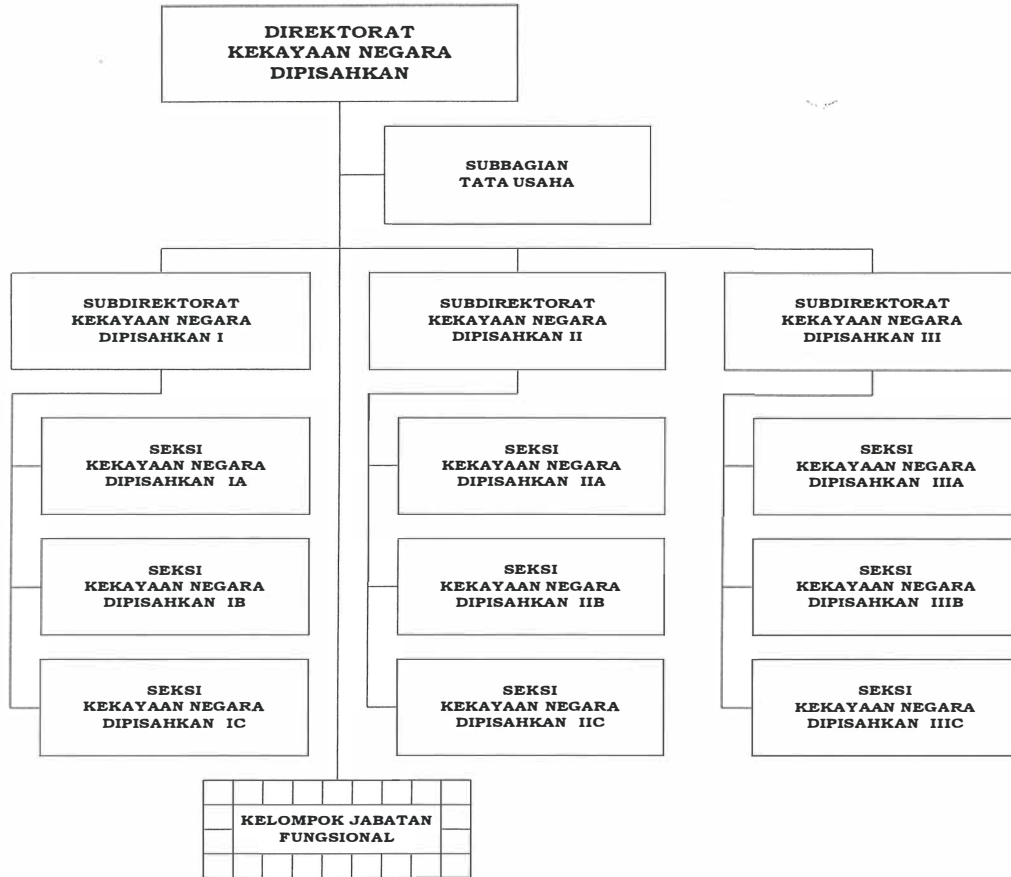 DIREKTORAT
KEKAYAAN NEGARA
DIPISAHKAN
SUBBAGIAN
TATA USAHA
SUBDIREKTORAT
KEKAYAAN NEGARA
DIPISAHKAN I
SUBDIREKTORAT
KEKAYAAN NEGARA
DIPISAHKAN II
SUBDIREKTORAT
KEKAYAAN NEGARA
DIPISAHKAN III
SEKSI
KEKAYAAN NEGARA
DIPISAHKAN IA
SEKSI
KEKAYAAN NEGARA
DIPISAHKAN IIA
SEKSI
KEKAYAAN NEGARA
DIPISAHKAN IIIA
SEKSI
KEKAYAAN NEGARA
DIPISAHKAN IB
SEKSI
KEKAYAAN NEGARA
DIPISAHKAN IIB
SEKSI
KEKAYAAN NEGARA
DIPISAHKAN IIIB
SEKSI
KEKAYAAN NEGARA
DIPISAHKAN IC
SEKSI
KEKAYAAN NEGARA
DIPISAHKAN IIC
SEKSI
KEKAYAAN NEGARA
DIPISAHKAN IIIC
KELOMPOK JABATAN
FUNGSIONAL